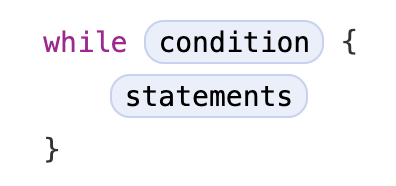 while condition {
statements
}